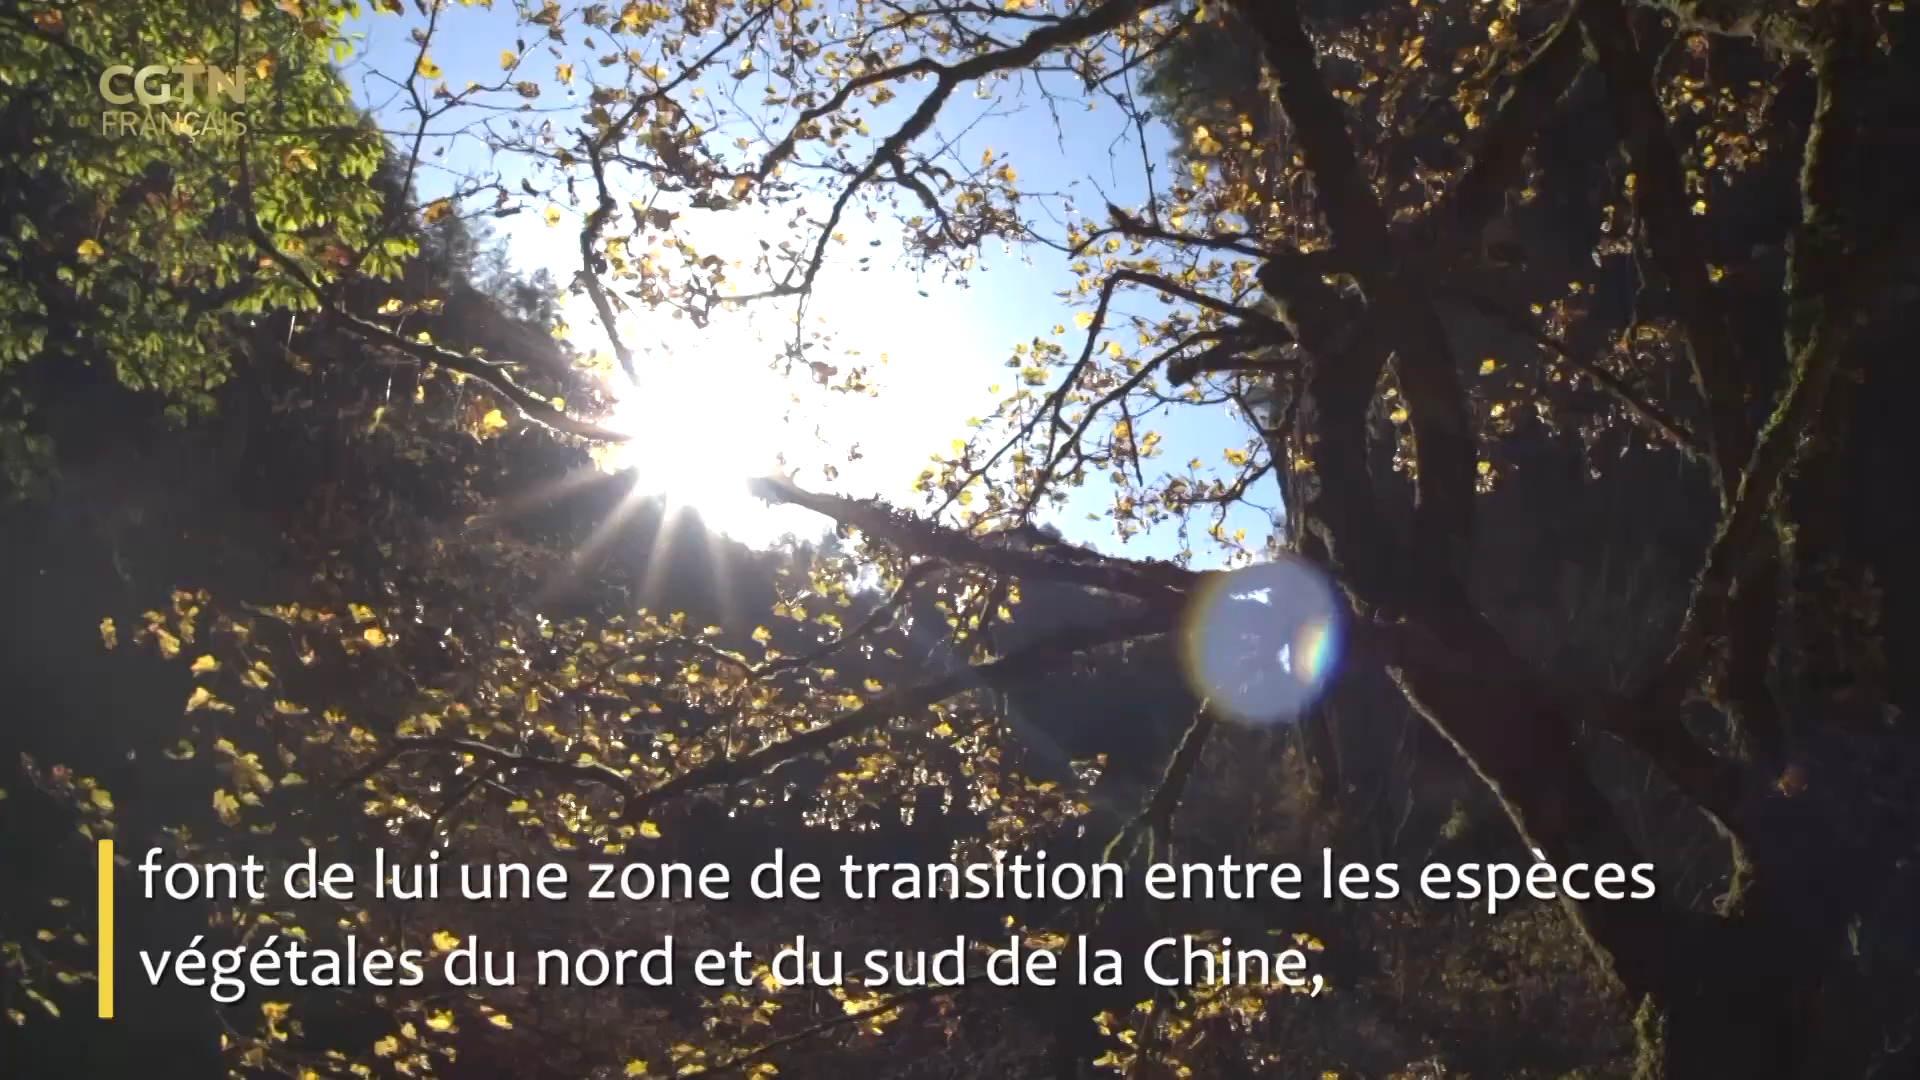 CGTN
FRANÇAIS
font de lui une zone de transition entre les espèces
végétales du nord et du sud de la Chine,